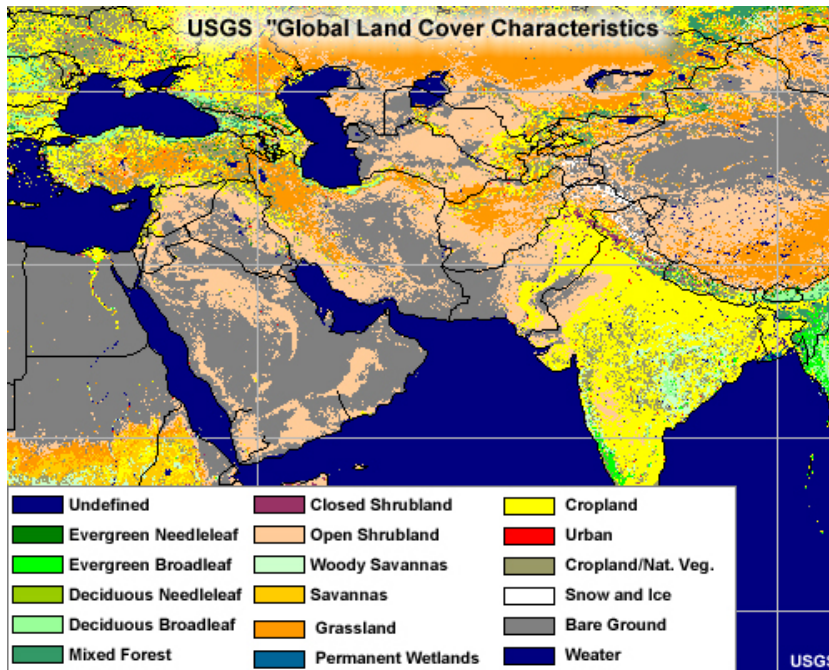 USGS "Global Land Cover Characteristics
Undefined
Evergreen Needleleaf
Evergreen Broadleaf
Deciduous Needleleaf
Deciduous Broadleaf
Mixed Forest
Closed Shrubland
Open Shrubland
Woody Savannas
Savannas
Grassland
Permanent Wetlands
Cropland
Urban
Cropland/Nat. Veg.
Snow and Ice
Bare Ground
Weater
USGS